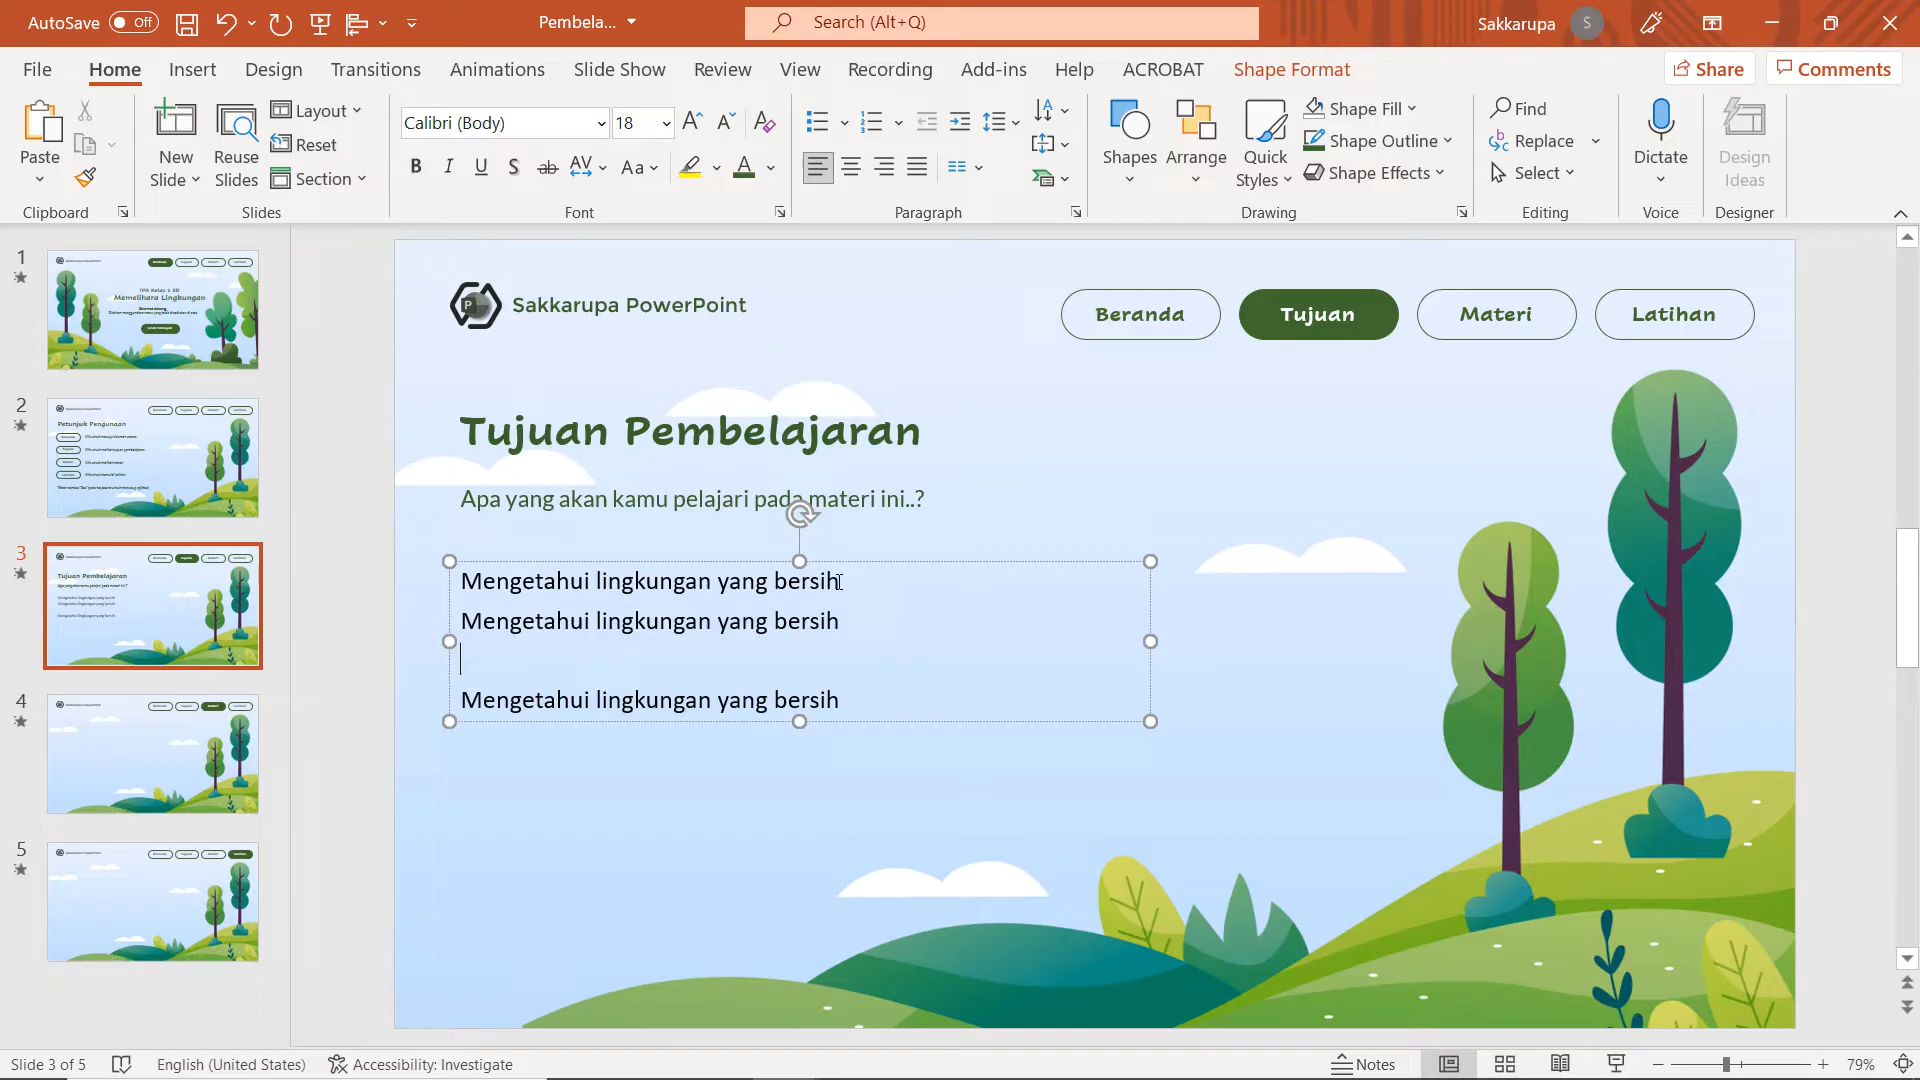 AutoSave Off
Pembela...
Search (Alt+Q)
Sakkarupa S
File Home Insert Design Transitions Animations Slide Show Review View Recording Add-ins Help ACROBAT Shape Format Share Comments
Paste
Clipboard
New Slide
Reuse Slides
Layout
Reset
Section
Slides
Calibri (Body) 18
Font
Paragraph
Shapes
Arrange
Quick Styles
Shape Fill
Shape Outline
Shape Effects
Drawing
Find
Replace
Select
Editing
Dictate
Voice
Design Ideas
Designer
1
2
3
4
5
Sakkarupa PowerPoint
Beranda Tujuan Materi Latihan
Tujuan Pembelajaran
Apa yang akan kamu pelajari pada materi ini..?
Mengetahui lingkungan yang bersih
Mengetahui lingkungan yang bersih
Mengetahui lingkungan yang bersih
Slide 3 of 5 English (United States) Accessibility: Investigate Notes 79%